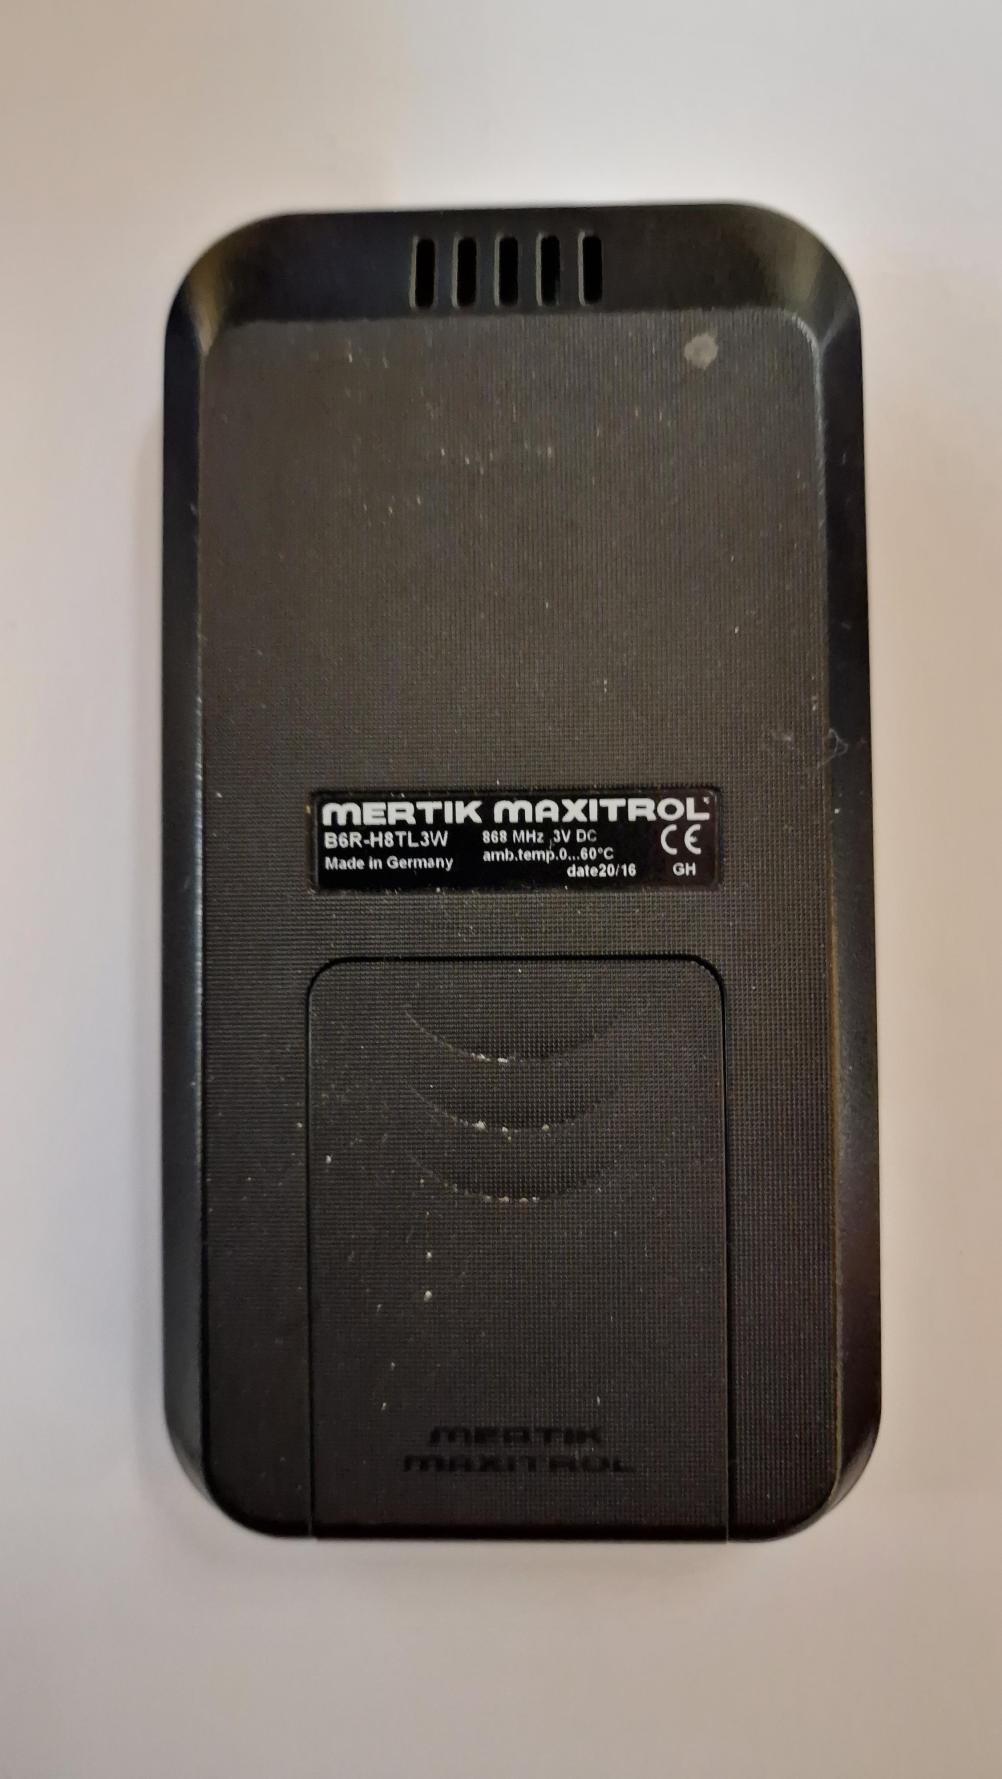 MERTIK MAXITROL
B6R-H8TL3W 868 MHz 3V DC CE
Made in Germany amb.temp.0...60°C
date20/16 GH
MERTIK
MAXITROL